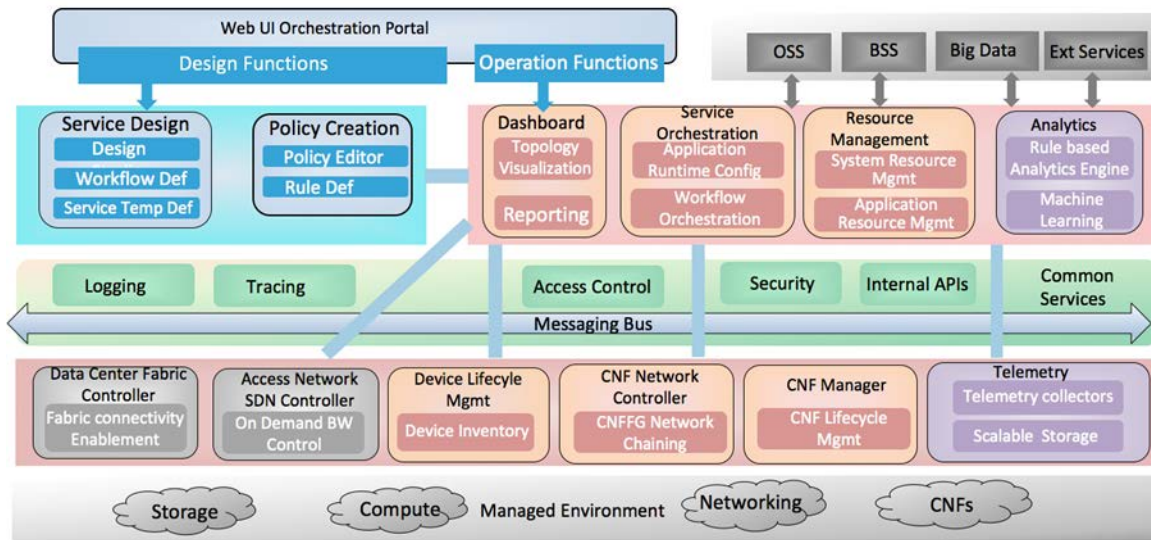 Web UI Orchestration Portal
Design Functions
Operation Functions
OSS
BSS
Big Data
Ext Services
Service Design
Design
Workflow Def
Service Temp Def
Policy Creation
Policy Editor
Rule Def
Dashboard
Topology
Visualization
Reporting
Service
Orchestration
Application
Runtime Config
Workflow
Orchestration
Resource
Management
System Resource
Mgmt
Application
Resource Mgmt
Analytics
Rule based
Analytics Engine
Machine
Learning
Logging
Tracing
Access Control
Security
Internal APIs
Common
Services
Messaging Bus
Data Center Fabric
Controller
Fabric connectivity
Enablement
Access Network
SDN Controller
On Demand BW
Control
Device Lifecyle
Mgmt
Device Inventory
CNF Network
Controller
CNFFG Network
Chaining
CNF Manager
CNF Lifecycle
Mgmt
Telemetry
Telemetry collectors
Scalable Storage
Storage
Compute
Managed Environment
Networking
CNFs